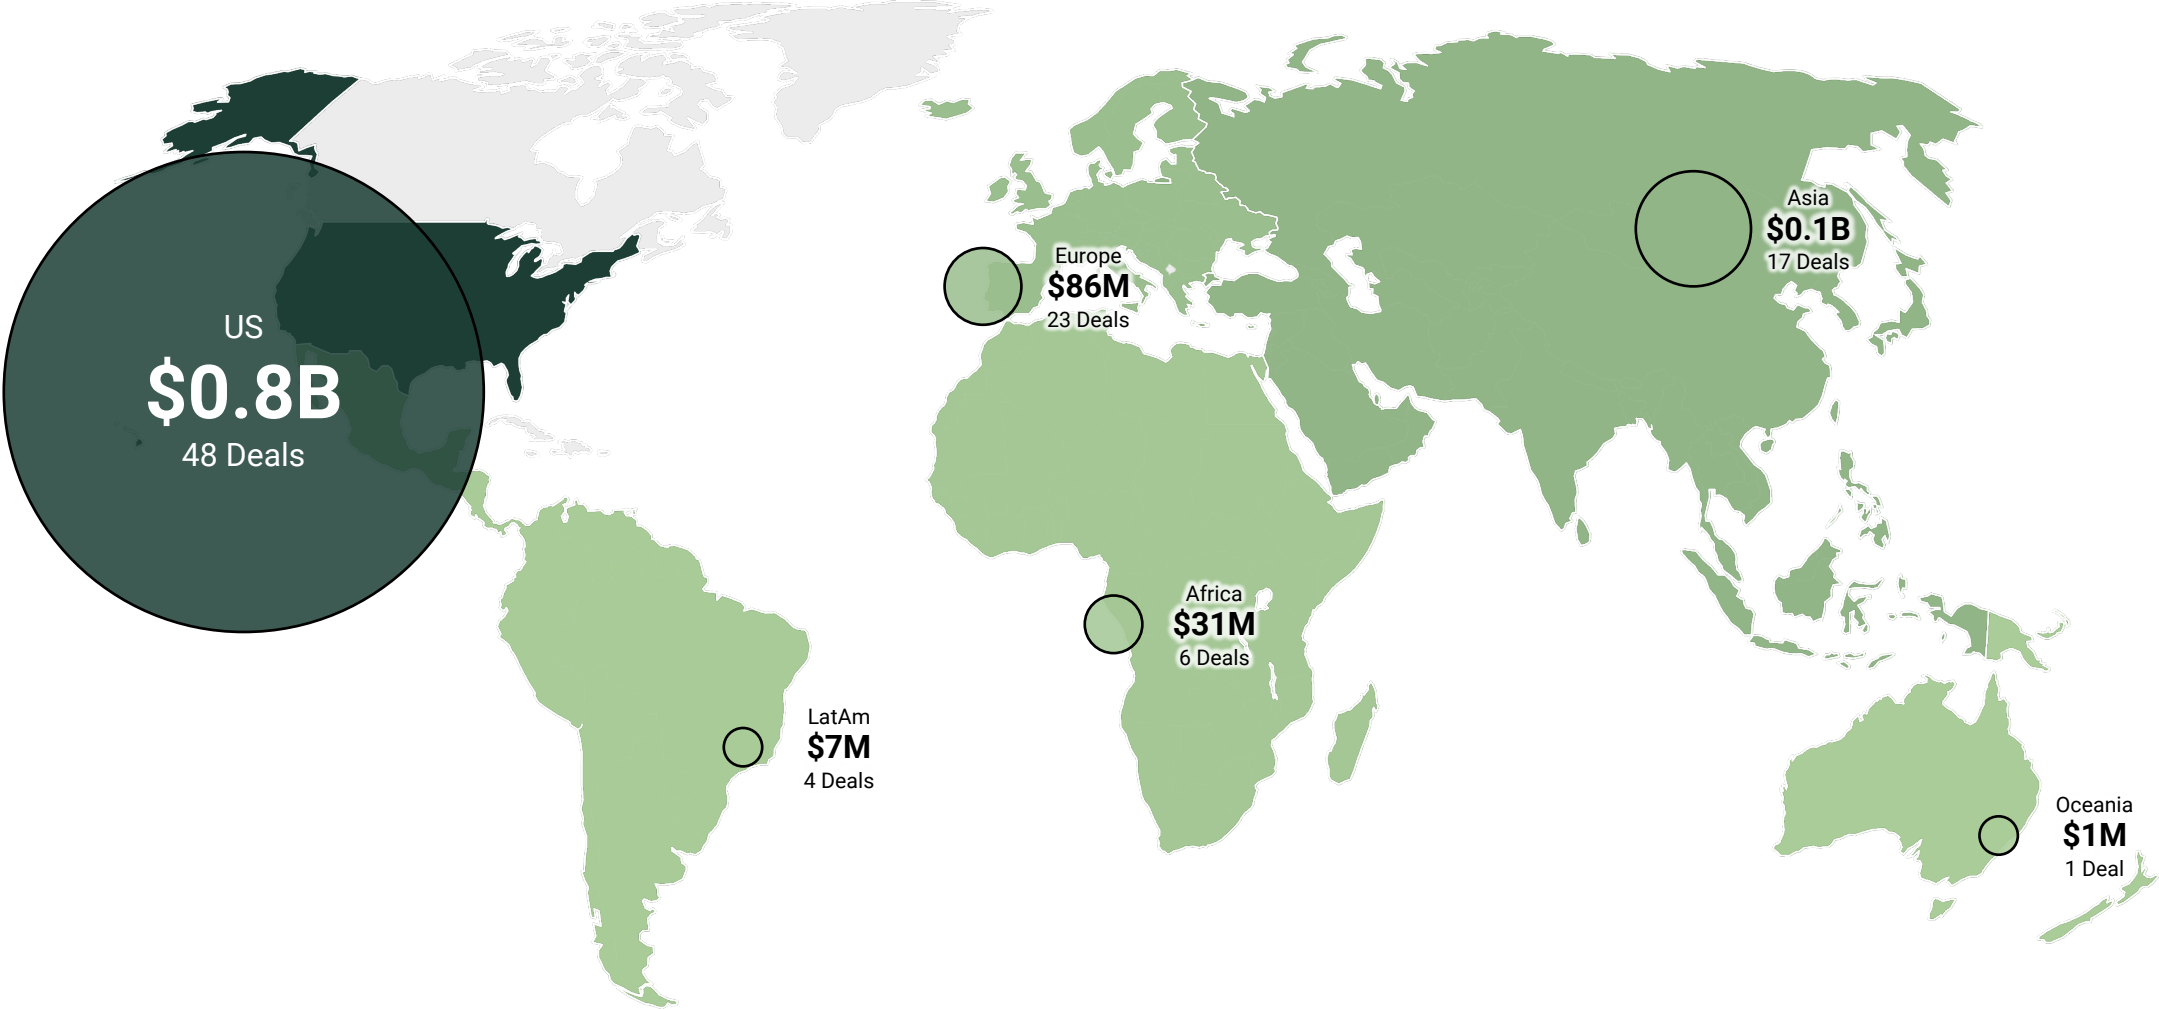 US
$0.8B
48 Deals
Europe
$86M
23 Deals
Asia
$0.1B
17 Deals
Africa
$31M
6 Deals
LatAm
$7M
4 Deals
Oceania
$1M
1 Deal